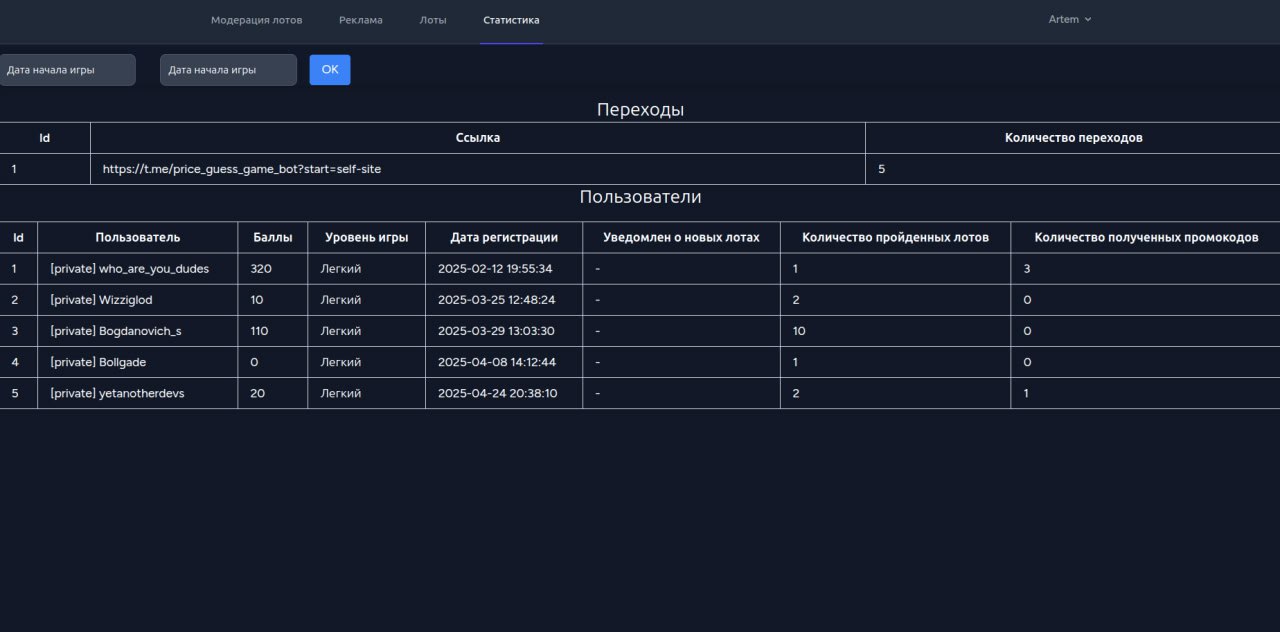 Модерация лотов Реклама Лоты Статистика Artem
Дата начала игры Дата начала игры OK
Переходы
Id Ссылка Количество переходов
1 https://t.me/price_guess_game_bot?start=self-site 5
Пользователи
Id Пользователь Баллы Уровень игры Дата регистрации Уведомлен о новых лотах Количество пройденных лотов Количество полученных промокодов
1 [private] who_are_you_dudes 320 Легкий 2025-02-12 19:55:34 - 1 3
2 [private] Wizziglod 10 Легкий 2025-03-25 12:48:24 - 2 0
3 [private] Bogdanovich_s 110 Легкий 2025-03-29 13:03:30 - 10 0
4 [private] Bollgade 0 Легкий 2025-04-08 14:12:44 - 1 0
5 [private] yetanotherdevs 20 Легкий 2025-04-24 20:38:10 - 2 1